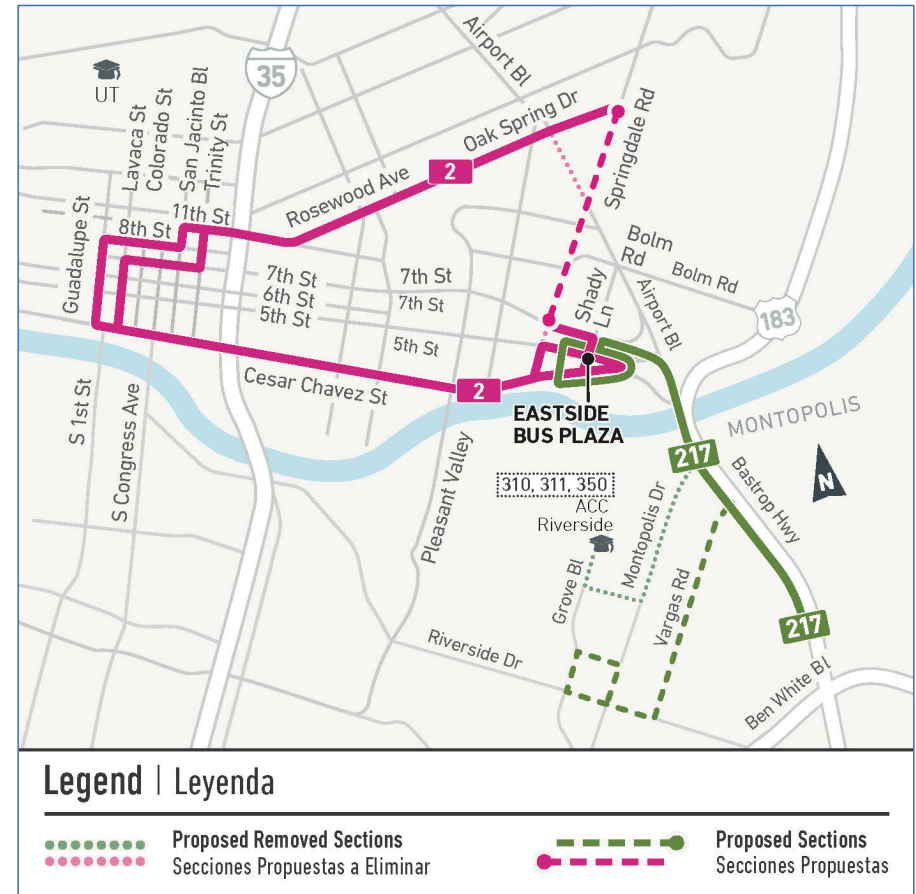 Airport Bl
35
UT
Lavaca St
Colorado St
San Jacinto Bl
Trinity St
Oak Spring Dr
Springdale Rd
2
Rosewood Ave
Guadalupe St
11th St
8th St
Bolm
Rd
Bolm Rd
7th St
6th St
5th St
7th St
7th St
5th St
Shady
Ln
Airport Bl
183
Cesar Chavez St
2
EASTSIDE
BUS PLAZA
S 1st St
S Congress Ave
Pleasant Valley
MONTOPOLIS
217
Bastrop Hwy
N
310, 311, 350
ACC
Riverside
Montopolis Dr
Grove Bl
Vargas Rd
217
Riverside Dr
Ben White Bl
Legend | Leyenda
Proposed Removed Sections
Secciones Propuestas a Eliminar
Proposed Sections
Secciones Propuestas